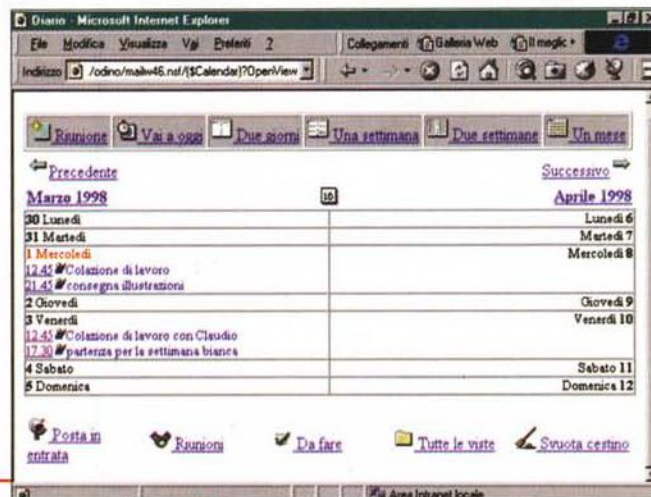 Diario - Microsoft Internet Explorer
File Modifica Visualizza Vai Preferiti ? Collegamenti Galleria Web Il meglio
Indirizzo /odino/mailw46.nsf/($Calendar)?OpenView
Riunione Vai a oggi Due giorni Una settimana Due settimane Un mese
Precedente Successivo
Marzo 1998 16 Aprile 1998
30 Lunedì Lunedì 6
31 Martedì Martedì 7
1 Mercoledì Mercoledì 8
12.45 Colazione di lavoro
21.45 consegna illustrazioni
2 Giovedì Giovedì 9
3 Venerdì Venerdì 10
12.45 Colazione di lavoro con Claudio
17.30 partenza per la settimana bianca
4 Sabato Sabato 11
5 Domenica Domenica 12
Posta in entrata Riunioni Da fare Tutte le viste Svuota cestino
Area Intranet locale